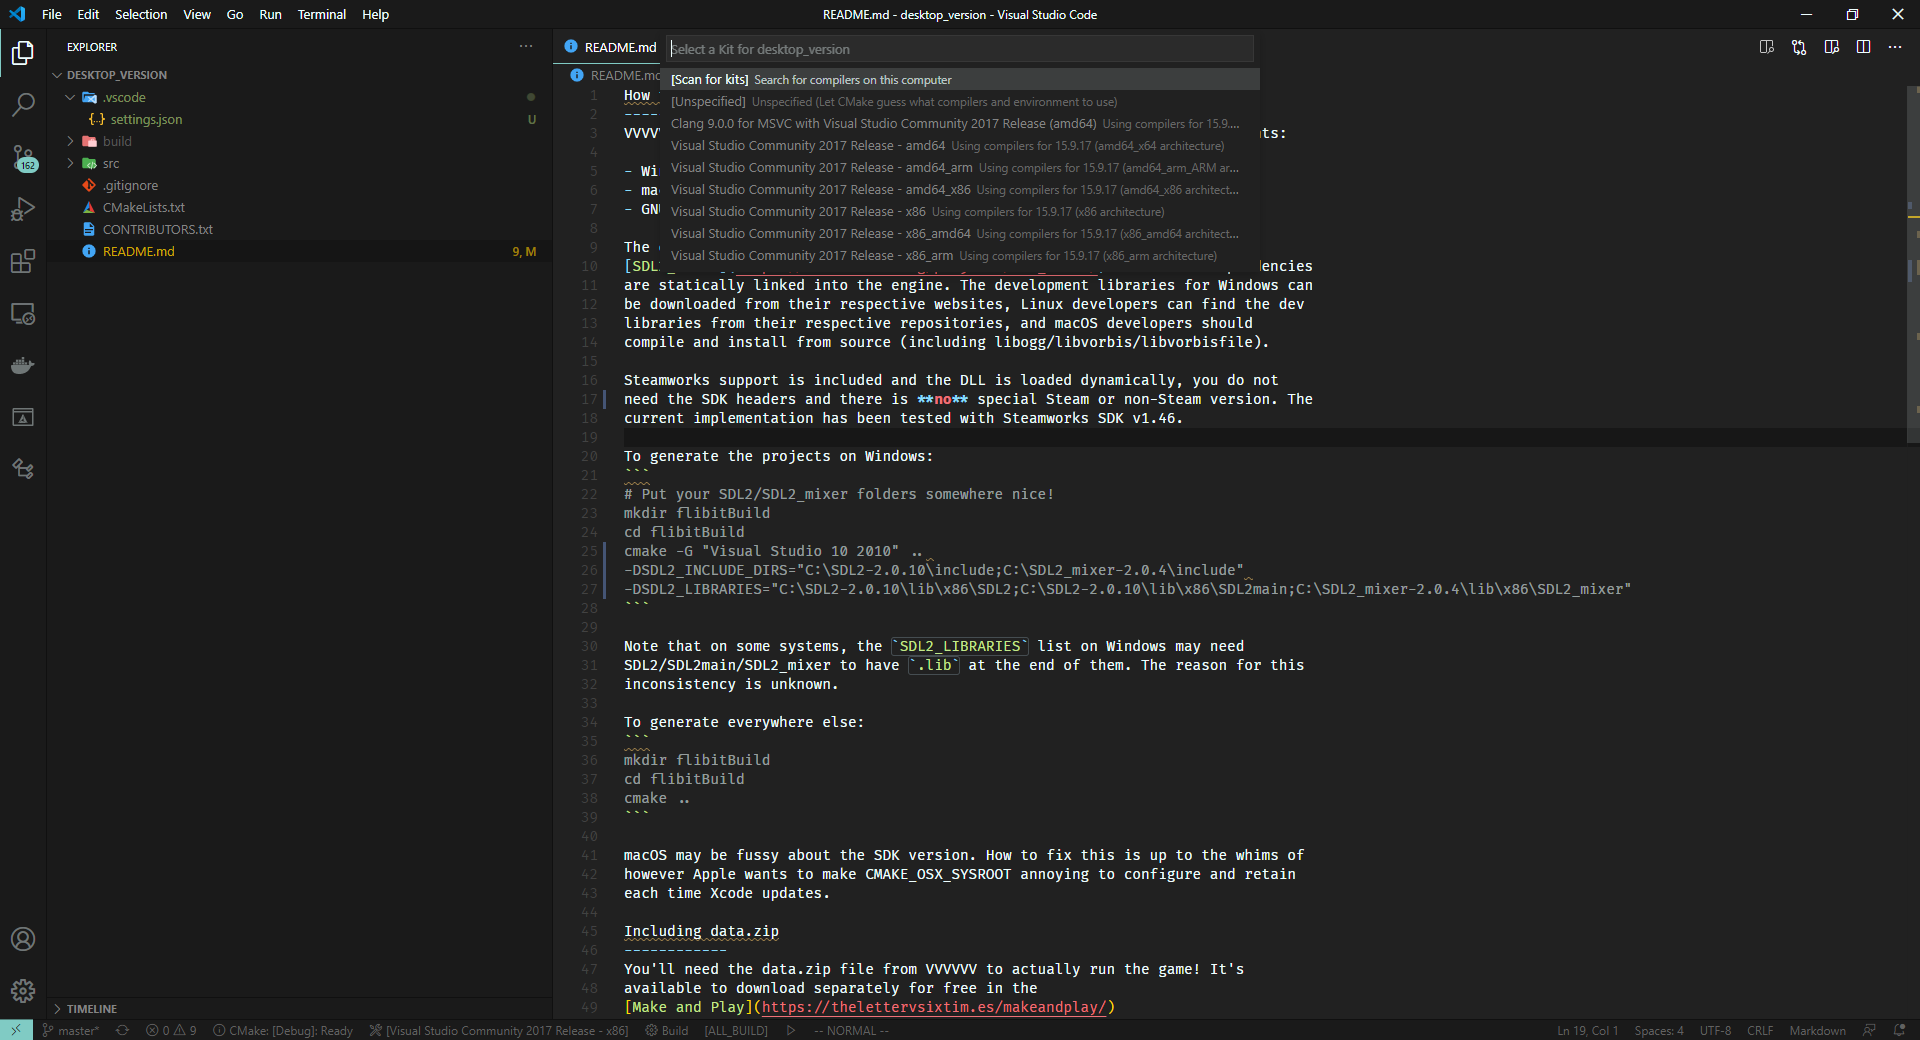 File Edit Selection View Go Run Terminal Help
README.md - desktop_version - Visual Studio Code
EXPLORER
DESKTOP_VERSION
.vscode
settings.json U
build
src
.gitignore
CMakeLists.txt
CONTRIBUTORS.txt
README.md 9, M
162
TIMELINE
README.md
README.md
Select a Kit for desktop_version
[Scan for kits] Search for compilers on this computer
[Unspecified] Unspecified (Let CMake guess what compilers and environment to use)
Clang 9.0.0 for MSVC with Visual Studio Community 2017 Release (amd64) Using compilers for 15.9....
Visual Studio Community 2017 Release - amd64 Using compilers for 15.9.17 (amd64_x64 architecture)
Visual Studio Community 2017 Release - amd64_arm Using compilers for 15.9.17 (amd64_arm_ARM ar...
Visual Studio Community 2017 Release - amd64_x86 Using compilers for 15.9.17 (amd64_x86 architect...
Visual Studio Community 2017 Release - x86 Using compilers for 15.9.17 (x86 architecture)
Visual Studio Community 2017 Release - x86_amd64 Using compilers for 15.9.17 (x86_amd64 architect...
Visual Studio Community 2017 Release - x86_arm Using compilers for 15.9.17 (x86_arm architecture)
1 How
2 ----
3 VVVV ts:
4
5 - Wi
6 - ma
7 - GN
8
9 The
10 [SDL2 encies
11 are statically linked into the engine. The development libraries for Windows can
12 be downloaded from their respective websites, Linux developers can find the dev
13 libraries from their respective repositories, and macOS developers should
14 compile and install from source (including libogg/libvorbis/libvorbisfile).
15
16 Steamworks support is included and the DLL is loaded dynamically, you do not
17 need the SDK headers and there is **no** special Steam or non-Steam version. The
18 current implementation has been tested with Steamworks SDK v1.46.
19
20 To generate the projects on Windows:
21 ```
22 # Put your SDL2/SDL2_mixer folders somewhere nice!
23 mkdir flibitBuild
24 cd flibitBuild
25 cmake -G "Visual Studio 10 2010" ..
26 -DSDL2_INCLUDE_DIRS="C:\SDL2-2.0.10\include;C:\SDL2_mixer-2.0.4\include"
27 -DSDL2_LIBRARIES="C:\SDL2-2.0.10\lib\x86\SDL2;C:\SDL2-2.0.10\lib\x86\SDL2main;C:\SDL2_mixer-2.0.4\lib\x86\SDL2_mixer"
28 ```
29
30 Note that on some systems, the `SDL2_LIBRARIES` list on Windows may need
31 SDL2/SDL2main/SDL2_mixer to have `.lib` at the end of them. The reason for this
32 inconsistency is unknown.
33
34 To generate everywhere else:
35 ```
36 mkdir flibitBuild
37 cd flibitBuild
38 cmake ..
39 ```
40
41 macOS may be fussy about the SDK version. How to fix this is up to the whims of
42 however Apple wants to make CMAKE_OSX_SYSROOT annoying to configure and retain
43 each time Xcode updates.
44
45 Including data.zip
46 ------------
47 You'll need the data.zip file from VVVVVV to actually run the game! It's
48 available to download separately for free in the
49 [Make and Play](https://thelettervsixtim.es/makeandplay/)
master* 0 9 CMake: [Debug]: Ready [Visual Studio Community 2017 Release - x86] Build [ALL_BUILD] -- NORMAL -- Ln 19, Col 1 Spaces: 4 UTF-8 CRLF Markdown